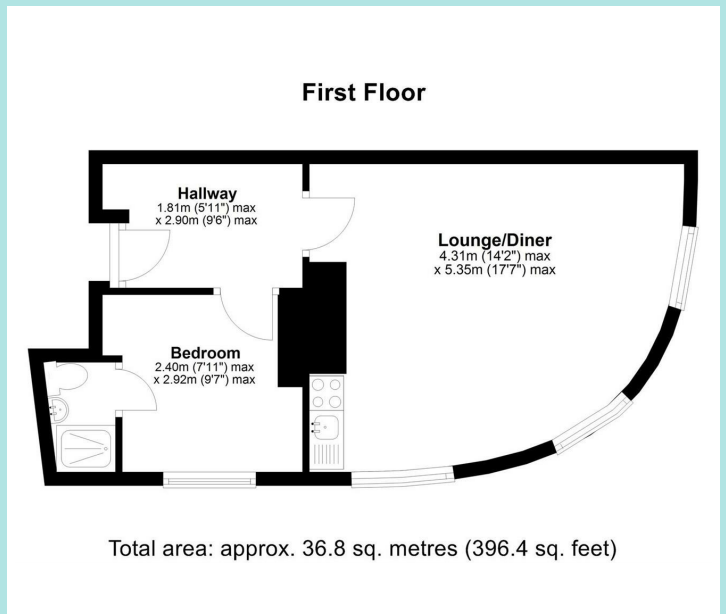 First Floor
Hallway
1.81m (5'11") max
x 2.90m (9'6") max
Lounge/Diner
4.31m (14'2") max
x 5.35m (17'7") max
Bedroom
2.40m (7'11") max
x 2.92m (9'7") max
Total area: approx. 36.8 sq. metres (396.4 sq. feet)